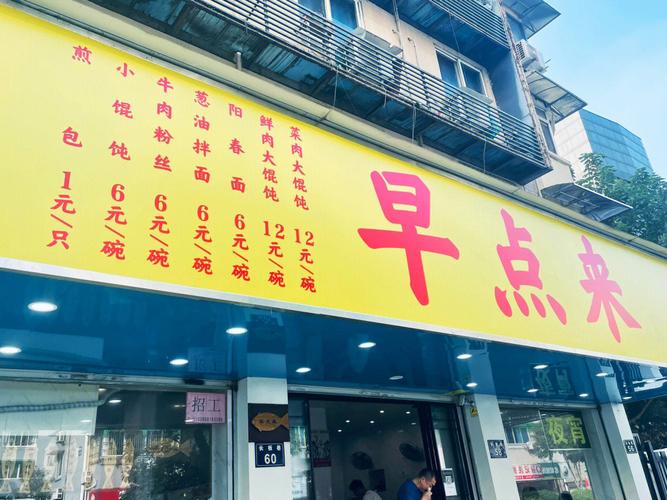 煎包 1元/只
小馄饨 6元/碗
牛肉粉丝 6元/碗
葱油拌面 6元/碗
阳春面 6元/碗
鲜肉大馄饨 12元/碗
菜肉大馄饨 12元/碗
早点来
招工
60
58
夜宵